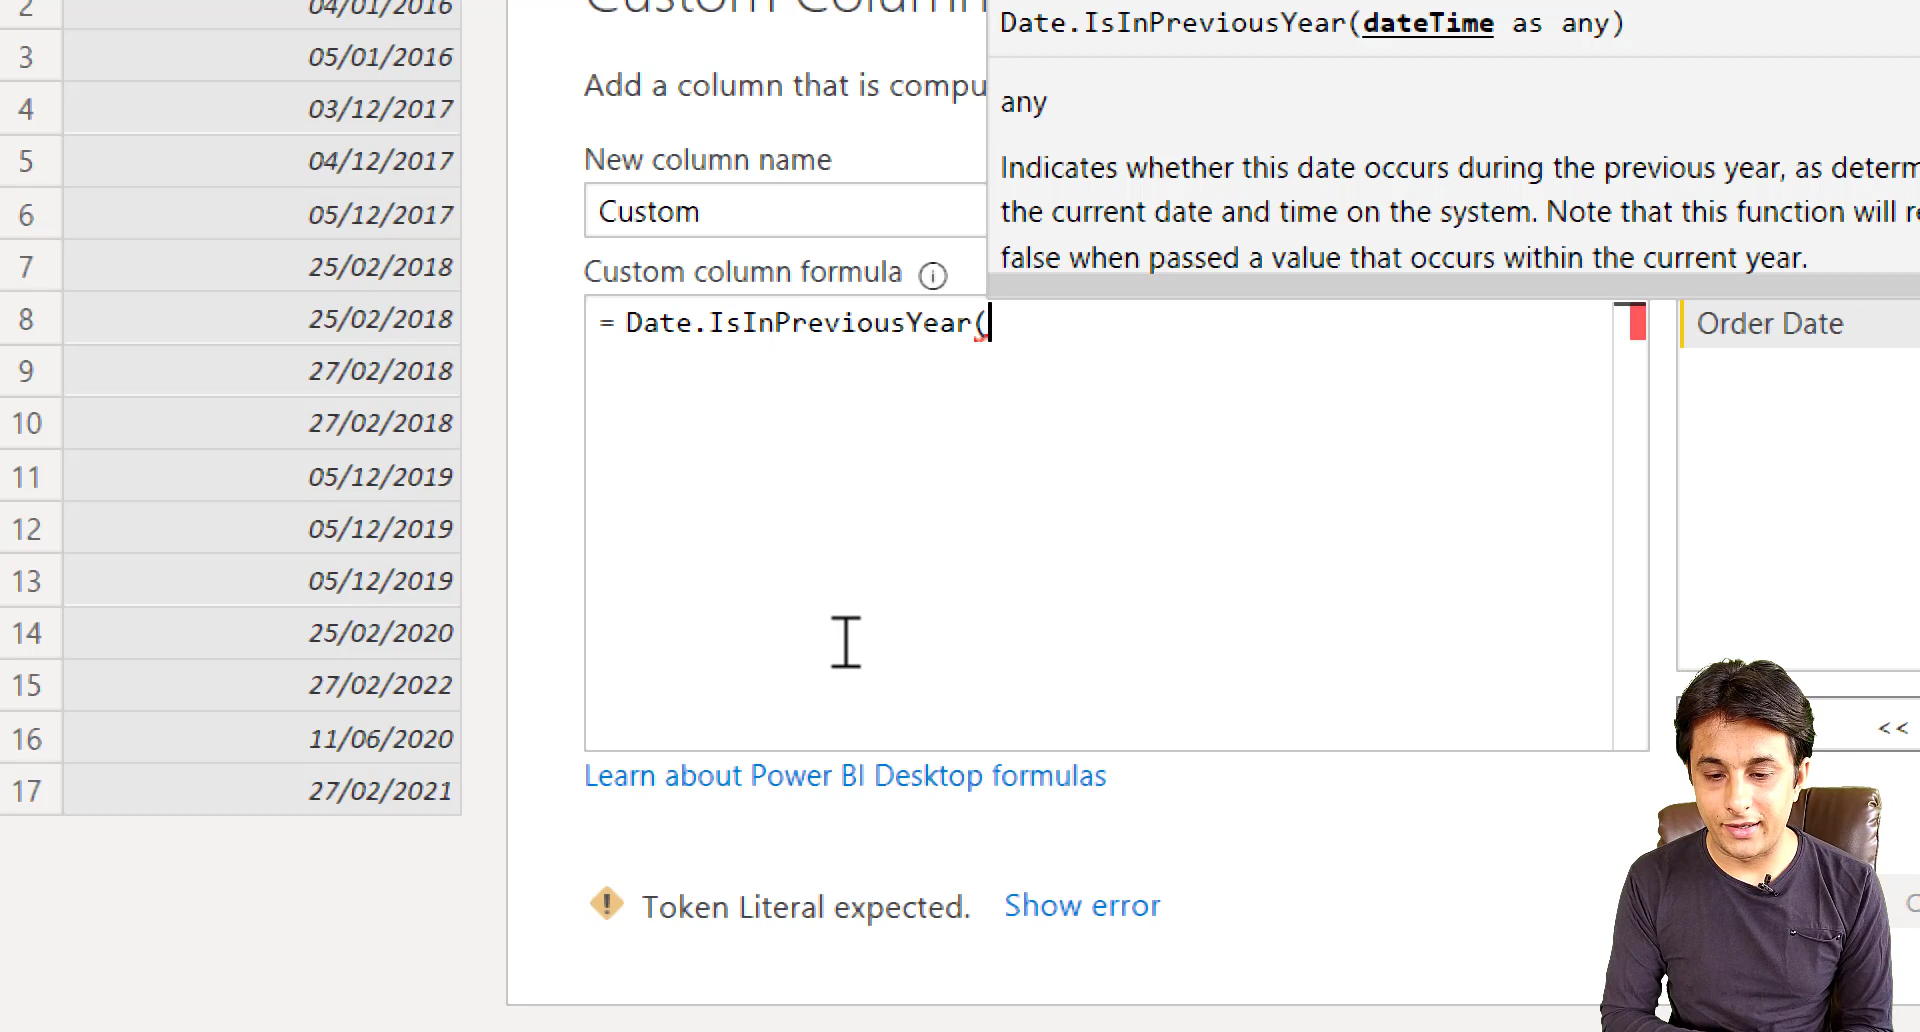 2 04/01/2016
3 05/01/2016
4 03/12/2017
5 04/12/2017
6 05/12/2017
7 25/02/2018
8 25/02/2018
9 27/02/2018
10 27/02/2018
11 05/12/2019
12 05/12/2019
13 05/12/2019
14 25/02/2020
15 27/02/2022
16 11/06/2020
17 27/02/2021
Custom Column
Add a column that is compu
New column name
Custom
Custom column formula
= Date.IsInPreviousYear(
Date.IsInPreviousYear(dateTime as any)
any
Indicates whether this date occurs during the previous year, as determ
the current date and time on the system. Note that this function will re
false when passed a value that occurs within the current year.
Order Date
<<
Learn about Power BI Desktop formulas
Token Literal expected. Show error